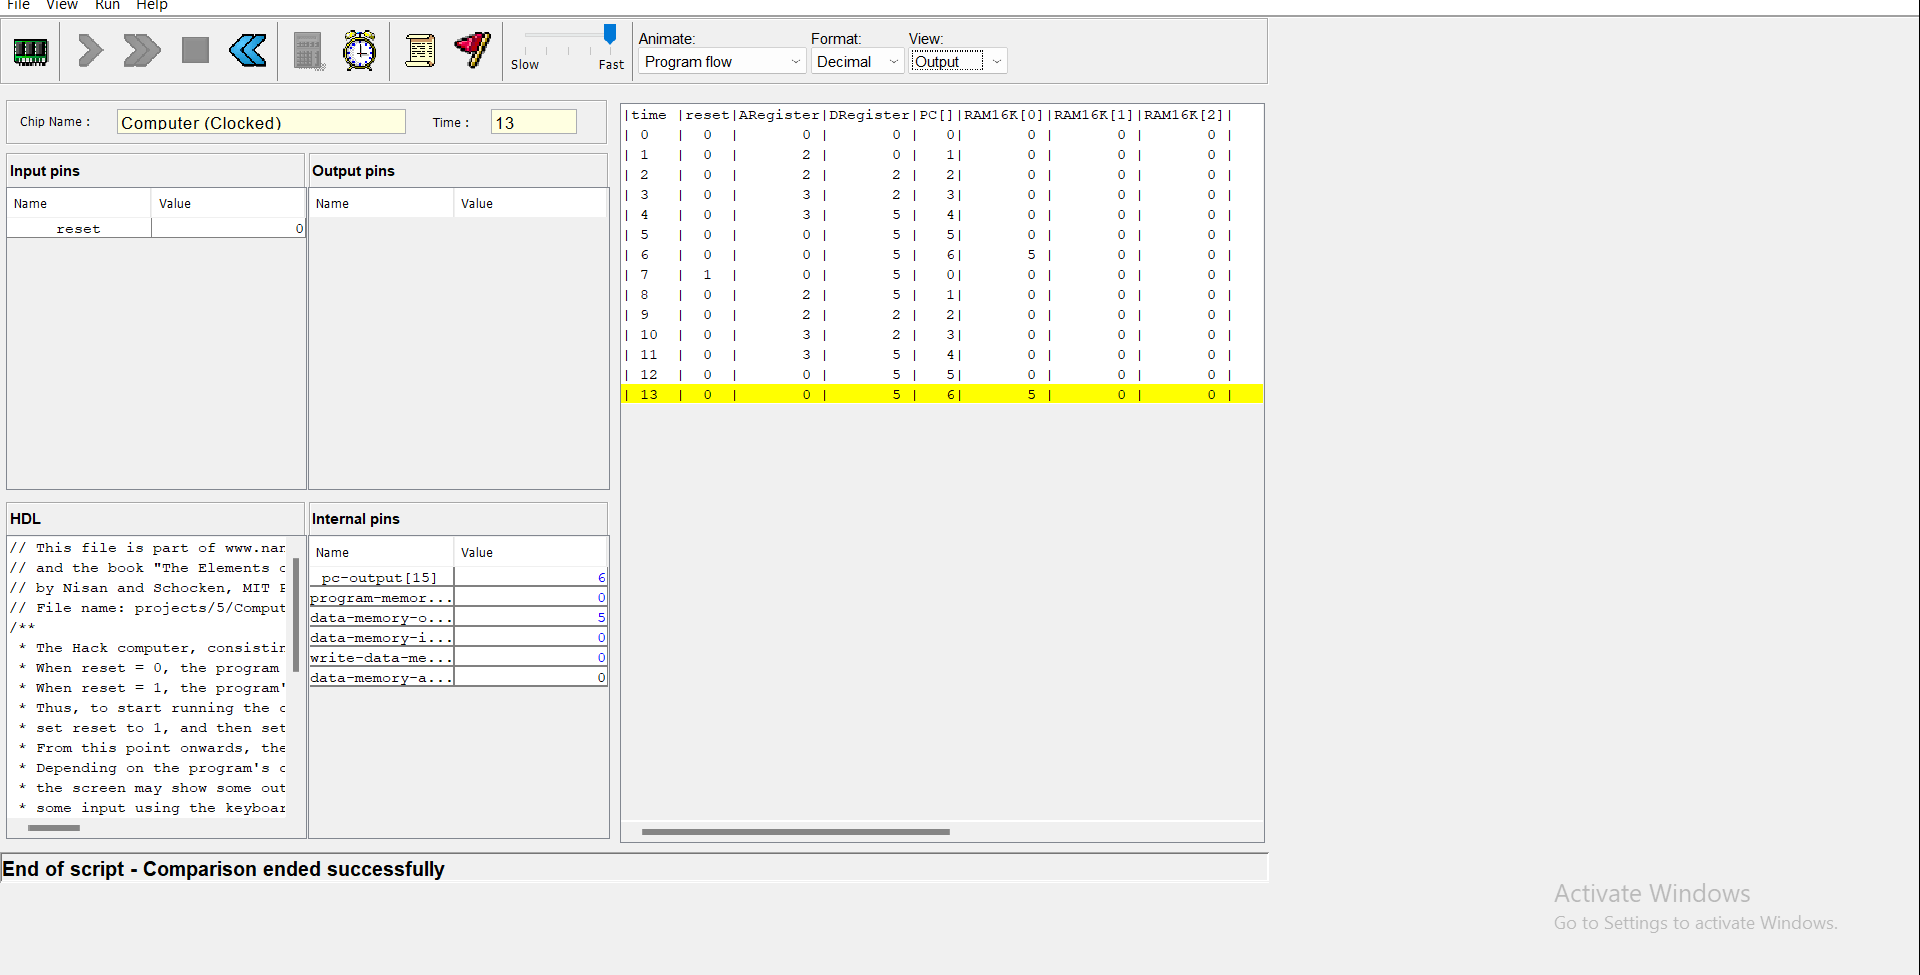 File View Run Help
Animate: Format: View:
Slow Fast Program flow Decimal Output
Chip Name : Computer (Clocked) Time : 13
Input pins
Name Value
reset 0
Output pins
Name Value
|time |reset|ARegister|DRegister|PC[]|RAM16K[0]|RAM16K[1]|RAM16K[2]|
| 0 | 0 | 0 | 0 | 0| 0 | 0 | 0 |
| 1 | 0 | 2 | 0 | 1| 0 | 0 | 0 |
| 2 | 0 | 2 | 2 | 2| 0 | 0 | 0 |
| 3 | 0 | 3 | 2 | 3| 0 | 0 | 0 |
| 4 | 0 | 3 | 5 | 4| 0 | 0 | 0 |
| 5 | 0 | 0 | 5 | 5| 0 | 0 | 0 |
| 6 | 0 | 0 | 5 | 6| 5 | 0 | 0 |
| 7 | 1 | 0 | 5 | 0| 0 | 0 | 0 |
| 8 | 0 | 2 | 5 | 1| 0 | 0 | 0 |
| 9 | 0 | 2 | 2 | 2| 0 | 0 | 0 |
| 10 | 0 | 3 | 2 | 3| 0 | 0 | 0 |
| 11 | 0 | 3 | 5 | 4| 0 | 0 | 0 |
| 12 | 0 | 0 | 5 | 5| 0 | 0 | 0 |
| 13 | 0 | 0 | 5 | 6| 5 | 0 | 0 |
HDL
// This file is part of www.nan
// and the book "The Elements o
// by Nisan and Schocken, MIT P
// File name: projects/5/Comput
/**
* The Hack computer, consistin
* When reset = 0, the program
* When reset = 1, the program'
* Thus, to start running the c
* set reset to 1, and then set
* From this point onwards, the
* Depending on the program's c
* the screen may show some out
* some input using the keyboar
Internal pins
Name Value
pc-output[15] 6
program-memor... 0
data-memory-o... 5
data-memory-i... 0
write-data-me... 0
data-memory-a... 0
End of script - Comparison ended successfully
Activate Windows
Go to Settings to activate Windows.